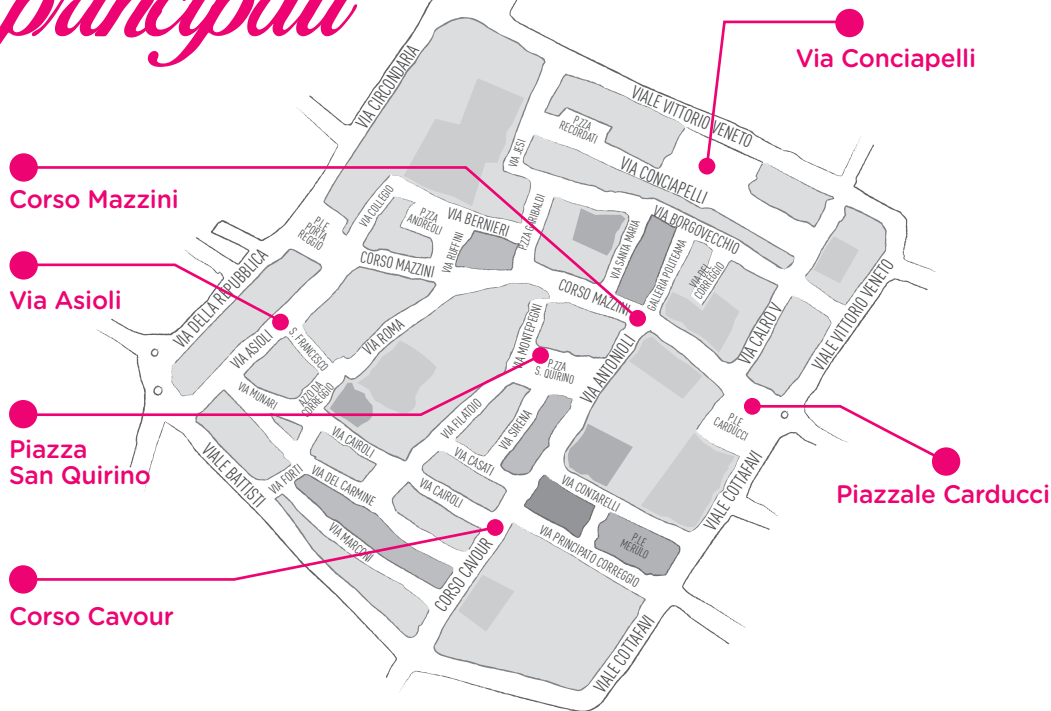 principali
Via Conciapelli
Corso Mazzini
Via Asioli
Piazza
San Quirino
Corso Cavour
Piazzale Carducci
VIA CIRCONDARIA
VIALE VITTORIO VENETO
P.ZZA
RECORDATI
VIA JESI
VIA CONCIAPELLI
VIA COLLEGIO
P.ZZA
ANDREOLI
VIA BERNIERI
P.ZZA GARIBALDI
VIA BORGOVECCHIO
P.LE
PORTA
REGGIO
VIA RUFFINI
VIA SANTA MARIA
GALLERIA POLITEAMA
VIA DEL
CORREGGIO
CORSO MAZZINI
CORSO MAZZINI
VIA DELLA REPUBBLICA
VIALE VITTORIO VENETO
VIA ASIOLI
S. FRANCESCO
VIA ROMA
VIA MONTEPEGNI
VIA ANTONIOLI
VIA CALROV
P.ZZA
S. QUIRINO
VIA MUNARI
AZZO DA
CORREGGIO
VIA FILATOIO
VIA SIRENA
P.LE
CARDUCCI
VIALE BATTISTI
VIA CAIROLI
VIA CASATI
VIA FORTI
VIA DEL CARMINE
VIA CAIROLI
VIA CONTARELLI
VIALE COTTAFAVI
VIA MARCONI
VIA PRINCIPATO CORREGGIO
P.LE
MERULO
CORSO CAVOUR
VIALE COTTAFAVI